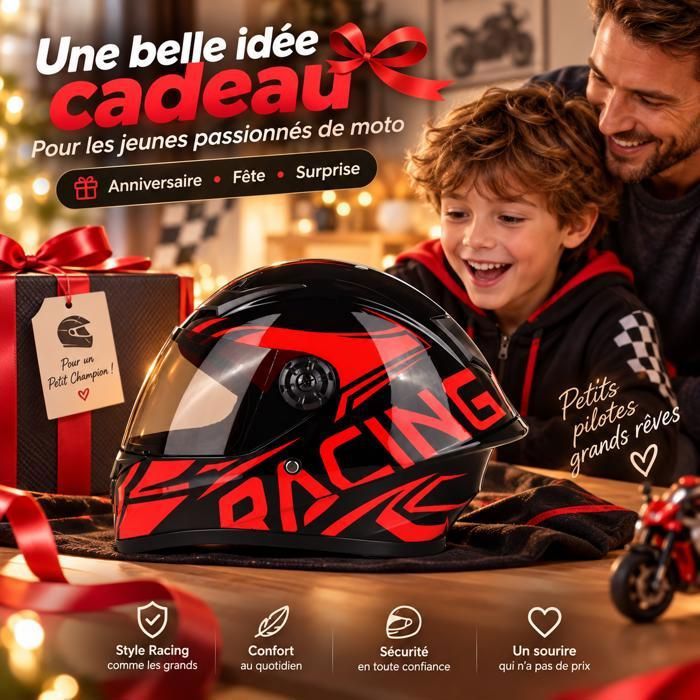 Une belle idée
cadeau
Pour les jeunes passionnés de moto
Anniversaire • Fête • Surprise
Pour un
Petit Champion !
RACING
Petits
pilotes
grands rêves
Style Racing
comme les grands
Confort
au quotidien
Sécurité
en toute confiance
Un sourire
qui n'a pas de prix